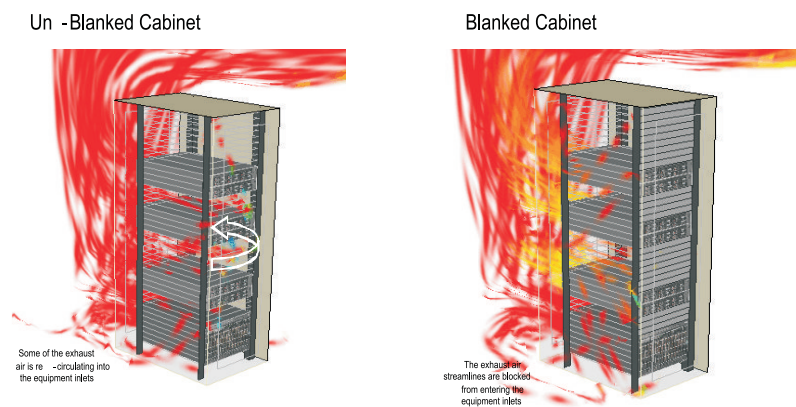 Un -Blanked Cabinet
Blanked Cabinet
Some of the exhaust
air is re -circulating into
the equipment inlets
The exhaust air
streamlines are blocked
from entering the
equipment inlets